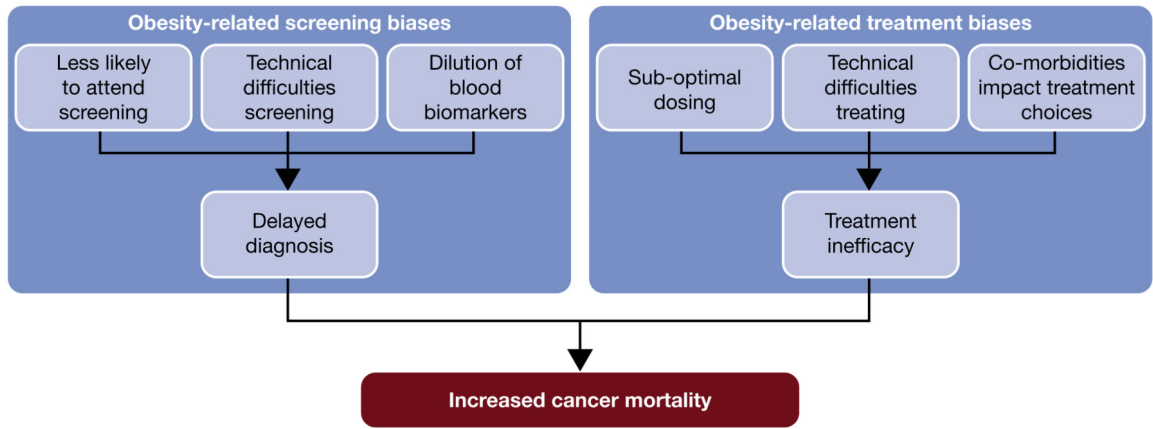 Obesity-related screening biases
Less likely
to attend
screening
Technical
difficulties
screening
Dilution of
blood
biomarkers
Delayed
diagnosis
Obesity-related treatment biases
Sub-optimal
dosing
Technical
difficulties
treating
Co-morbidities
impact treatment
choices
Treatment
inefficacy
Increased cancer mortality